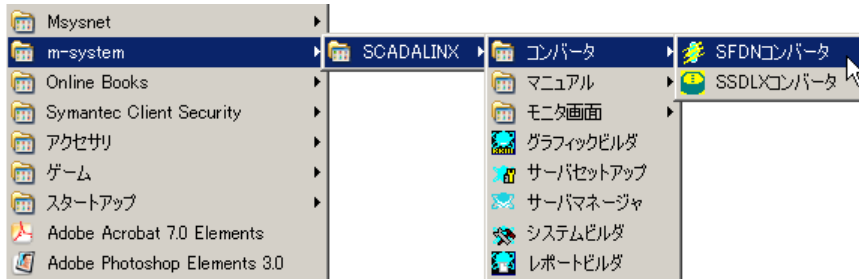 Msysnet
m-system
Online Books
Symantec Client Security
アクセサリ
ゲーム
スタートアップ
Adobe Acrobat 7.0 Elements
Adobe Photoshop Elements 3.0
SCADALINX
コンバータ
マニュアル
モニタ画面
グラフィックビルダ
サーバセットアップ
サーバマネージャ
システムビルダ
レポートビルダ
SFDNコンバータ
SSDLXコンバータ